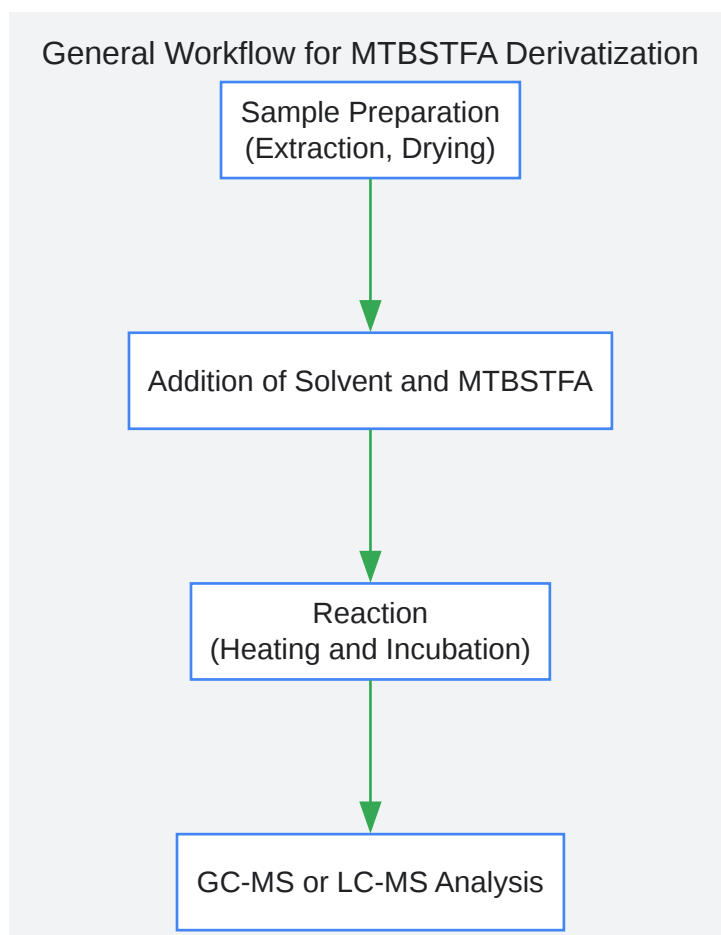 General Workflow for MTBSTFA Derivatization
Sample Preparation
(Extraction, Drying)
Addition of Solvent and MTBSTFA
Reaction
(Heating and Incubation)
GC-MS or LC-MS Analysis